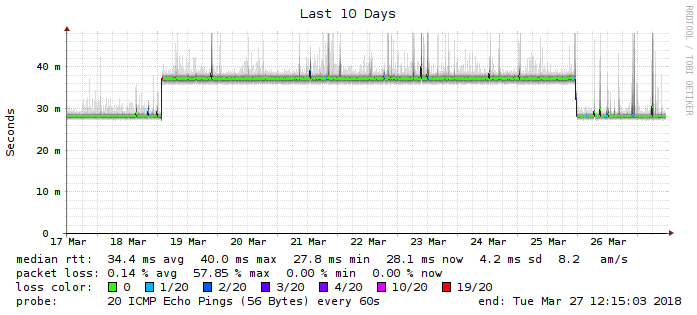 Last 10 Days
RRDTOOL / TOBI OETIKER
Seconds
40 m
30 m
20 m
10 m
0
17 Mar 18 Mar 19 Mar 20 Mar 21 Mar 22 Mar 23 Mar 24 Mar 25 Mar 26 Mar
median rtt: 34.4 ms avg 40.0 ms max 27.8 ms min 28.1 ms now 4.2 ms sd 8.2 am/s
packet loss: 0.14 % avg 57.85 % max 0.00 % min 0.00 % now
loss color: 0 1/20 2/20 3/20 4/20 10/20 19/20
probe: 20 ICMP Echo Pings (56 Bytes) every 60s end: Tue Mar 27 12:15:03 2018